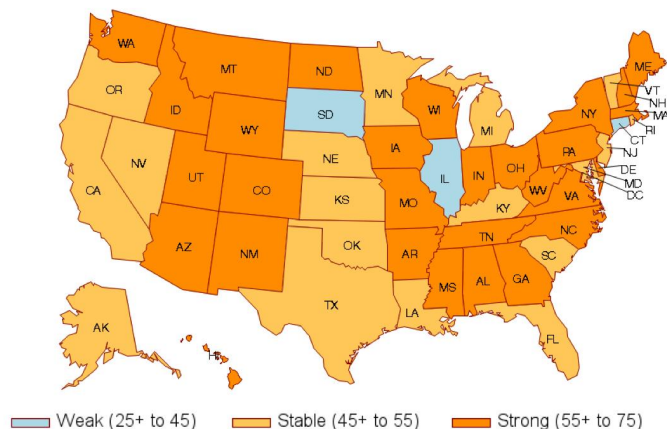 WA
MT
ND
MN
OR
ID
SD
WI
MI
ME
VT
NH
MA
NY
RI
CT
WY
IA
PA
NJ
NV
NE
IL
IN
OH
DE
MD
DC
CA
UT
CO
KS
MO
KY
WV
VA
AZ
NM
OK
AR
TN
NC
SC
TX
LA
MS
AL
GA
FL
AK
HI
Weak (25+ to 45)
Stable (45+ to 55)
Strong (55+ to 75)